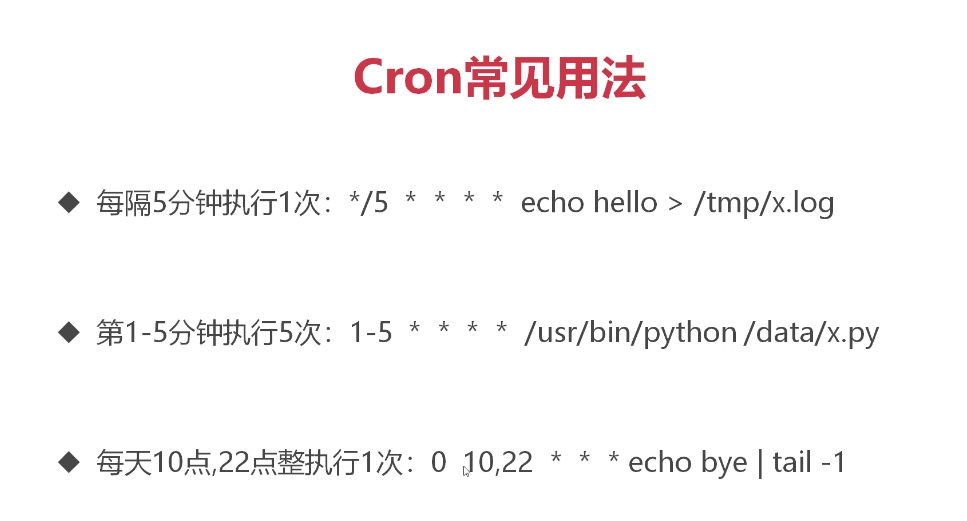 Cron常见用法
◆ 每隔5分钟执行1次：*/5 * * * * echo hello > /tmp/x.log
◆ 第1-5分钟执行5次：1-5 * * * * /usr/bin/python /data/x.py
◆ 每天10点,22点整执行1次：0 10,22 * * * echo bye | tail -1